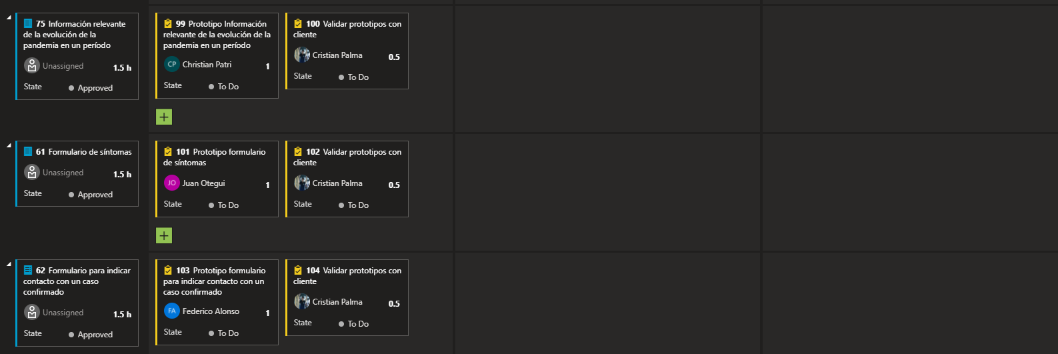 75 Información relevante
de la evolución de la
pandemia en un período
Unassigned
1.5 h
State
Approved
99 Prototipo Información
relevante de la evolución de la
pandemia en un período
CP
Christian Patri
1
State
To Do
100 Validar prototipos con
cliente
Cristian Palma
0.5
State
To Do
61 Formulario de síntomas
Unassigned
1.5 h
State
Approved
101 Prototipo formulario
de síntomas
JO
Juan Otegui
1
State
To Do
102 Validar prototipos con
cliente
Cristian Palma
0.5
State
To Do
62 Formulario para indicar
contacto con un caso
confirmado
Unassigned
1.5 h
State
Approved
103 Prototipo formulario
para indicar contacto con un
caso confirmado
FA
Federico Alonso
1
State
To Do
104 Validar prototipos con
cliente
Cristian Palma
0.5
State
To Do